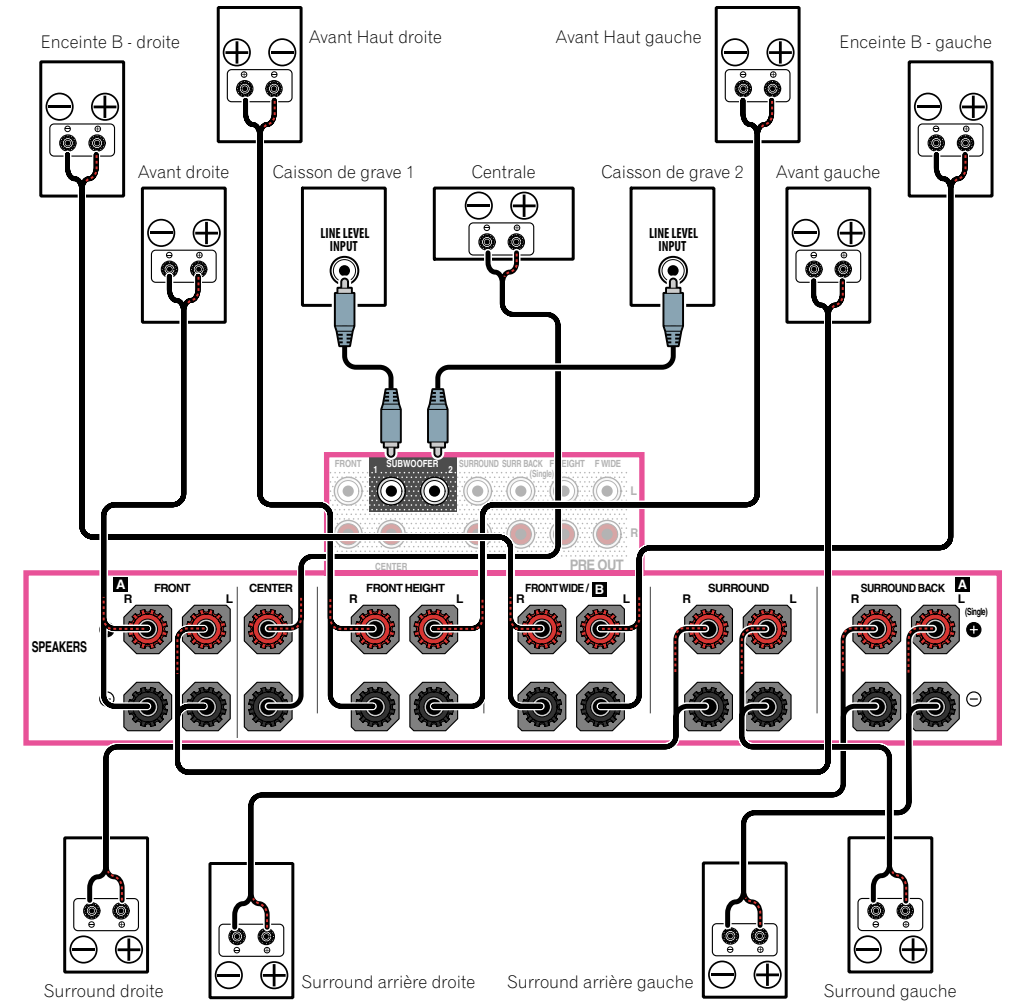 Enceinte B - droite
Avant Haut droite
Avant Haut gauche
Enceinte B - gauche
Avant droite
Caisson de grave 1
Centrale
Caisson de grave 2
Avant gauche
LINE LEVEL
INPUT
LINE LEVEL
INPUT
FRONT
1 SUBWOOFER 2
SURROUND
SURR BACK
(Single)
F WIDE
L
R
CENTER
PRE OUT
SPEAKERS
A
FRONT
R
L
CENTER
FRONT HEIGHT
R
L
FRONT WIDE / B
R
L
SURROUND
R
L
SURROUND BACK A
R
L
(Single)
Surround droite
Surround arrière droite
Surround arrière gauche
Surround gauche